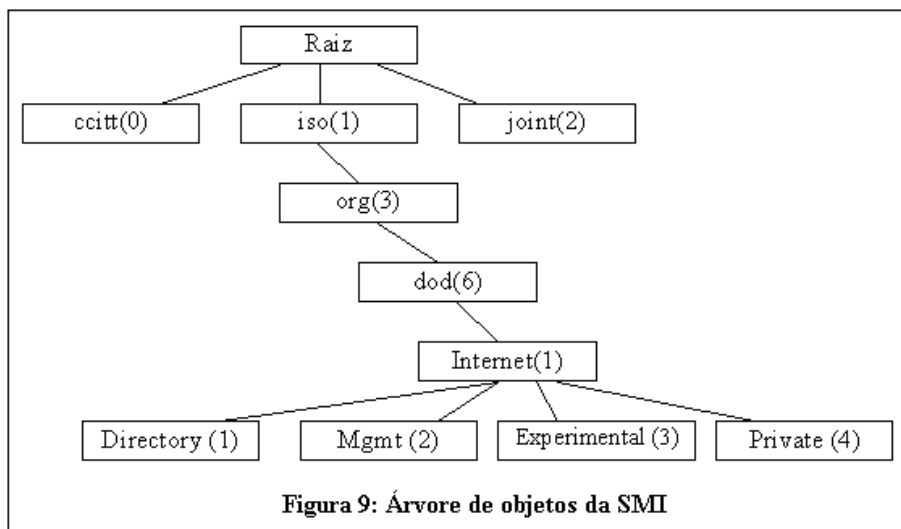 Raiz
ccitt(0) iso(1) joint(2)
org(3)
dod(6)
Internet(1)
Directory (1) Mgmt (2) Experimental (3) Private (4)
Figura 9: Árvore de objetos da SMI